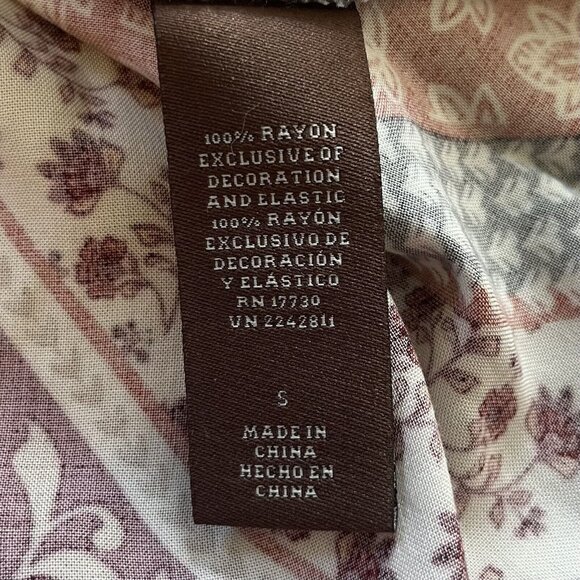 100% RAYON
EXCLUSIVE OF
DECORATION
AND ELASTIC
100% RAYÓN
EXCLUSIVO DE
DECORACIÓN
Y ELÁSTICO
RN 17730
UN 2242811
S
MADE IN
CHINA
HECHO EN
CHINA